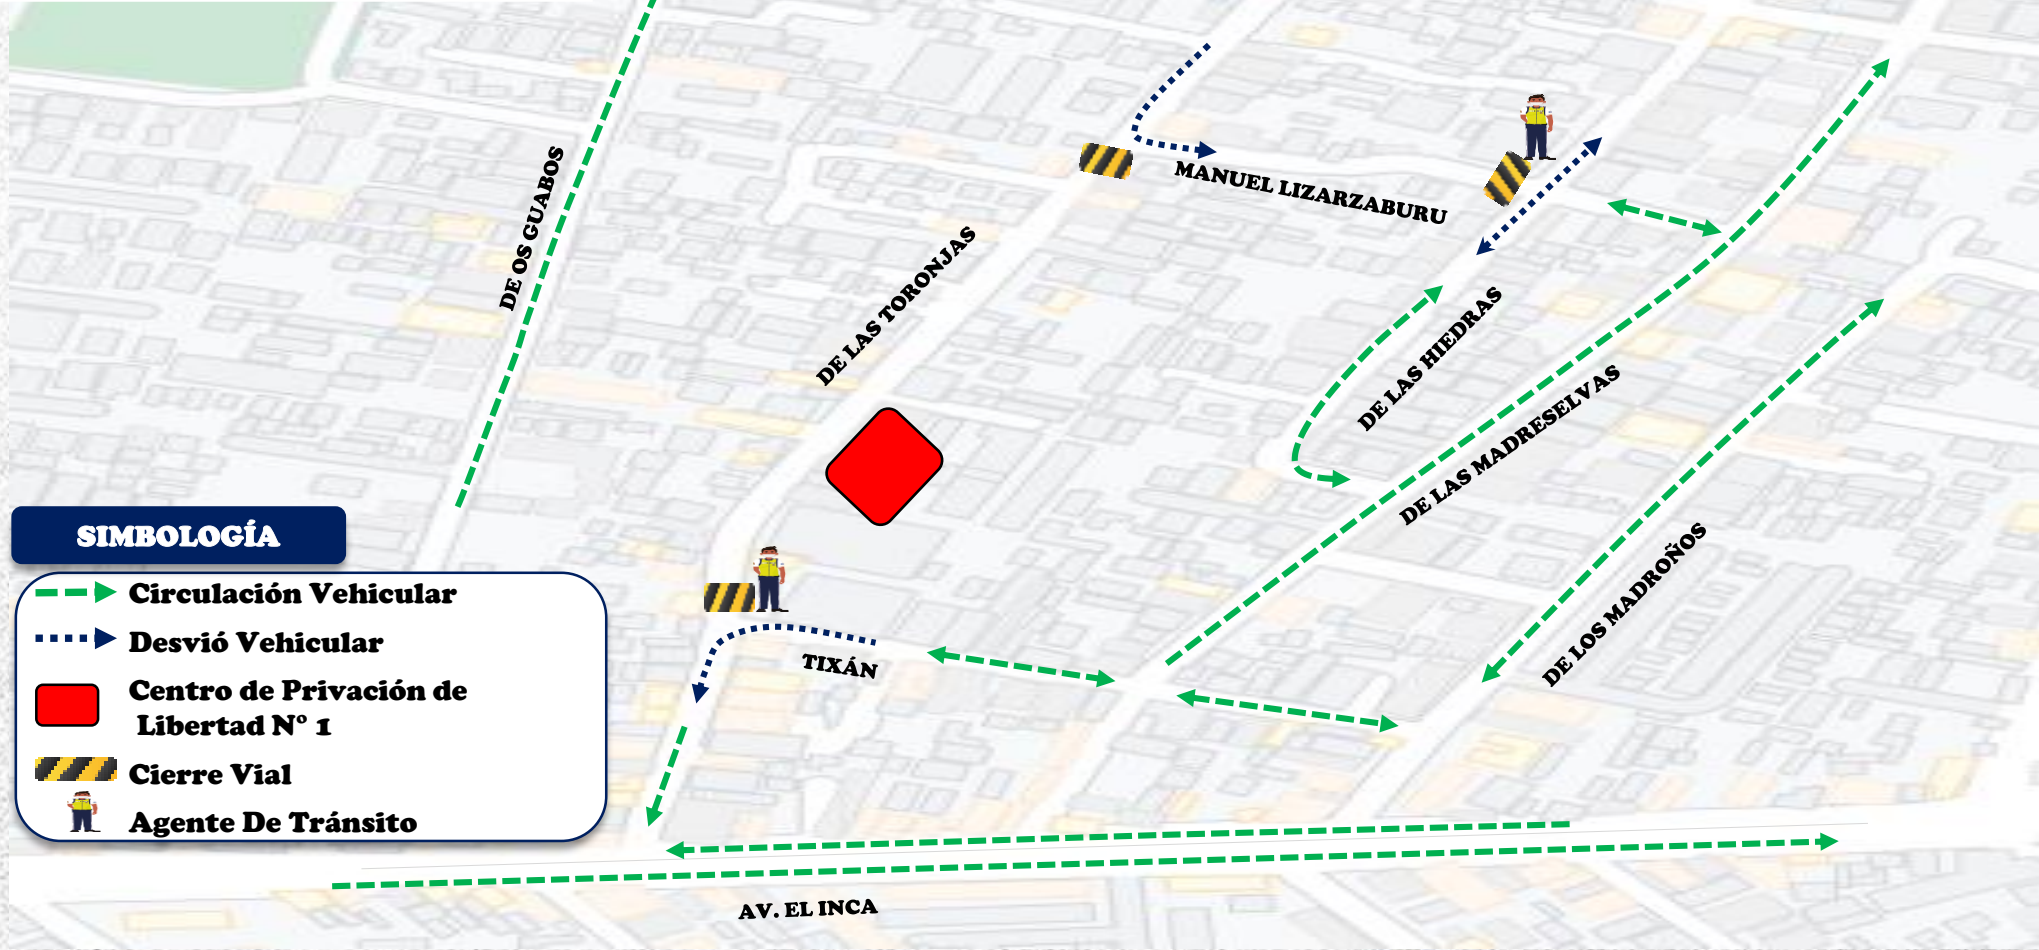 DE OS GUABOS
MANUEL LIZARZABURU
DE LAS TORONJAS
DE LAS HIEDRAS
DE LAS MADRESELVAS
DE LOS MADROÑOS
TIXÁN
AV. EL INCA
SIMBOLOGÍA
Circulación Vehicular
Desvió Vehicular
Centro de Privación de
Libertad N° 1
Cierre Vial
Agente De Tránsito